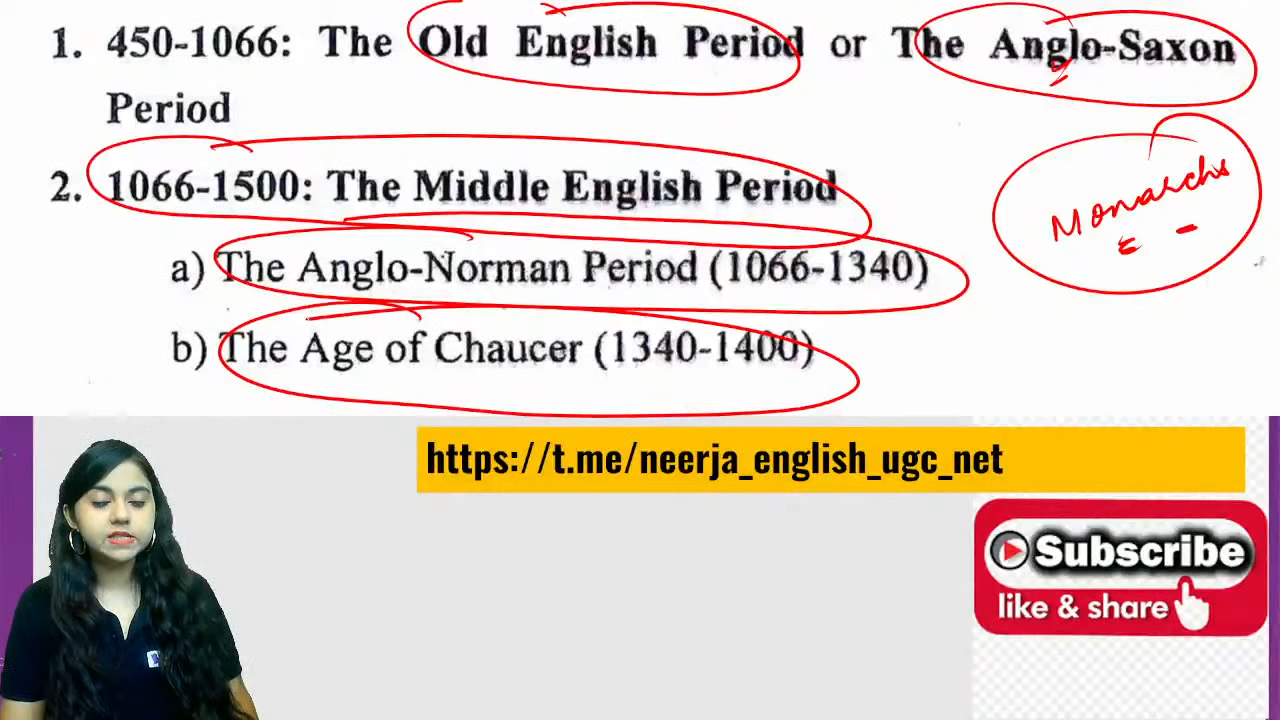 1. 450-1066: The Old English Period or The Anglo-Saxon
Period
Monarchs
2. 1066-1500: The Middle English Period
a) The Anglo-Norman Period (1066-1340)
b) The Age of Chaucer (1340-1400)
https://t.me/neerja_english_ugc_net
Subscribe
like & share